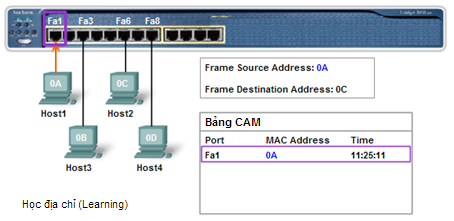 Fa1 Fa3 Fa6 Fa8
0A
0C
Host1
Host2
0B
0D
Host3
Host4
Học địa chỉ (Learning)
Frame Source Address: 0A
Frame Destination Address: 0C
Bảng CAM
Port MAC Address Time
Fa1 0A 11:25:11